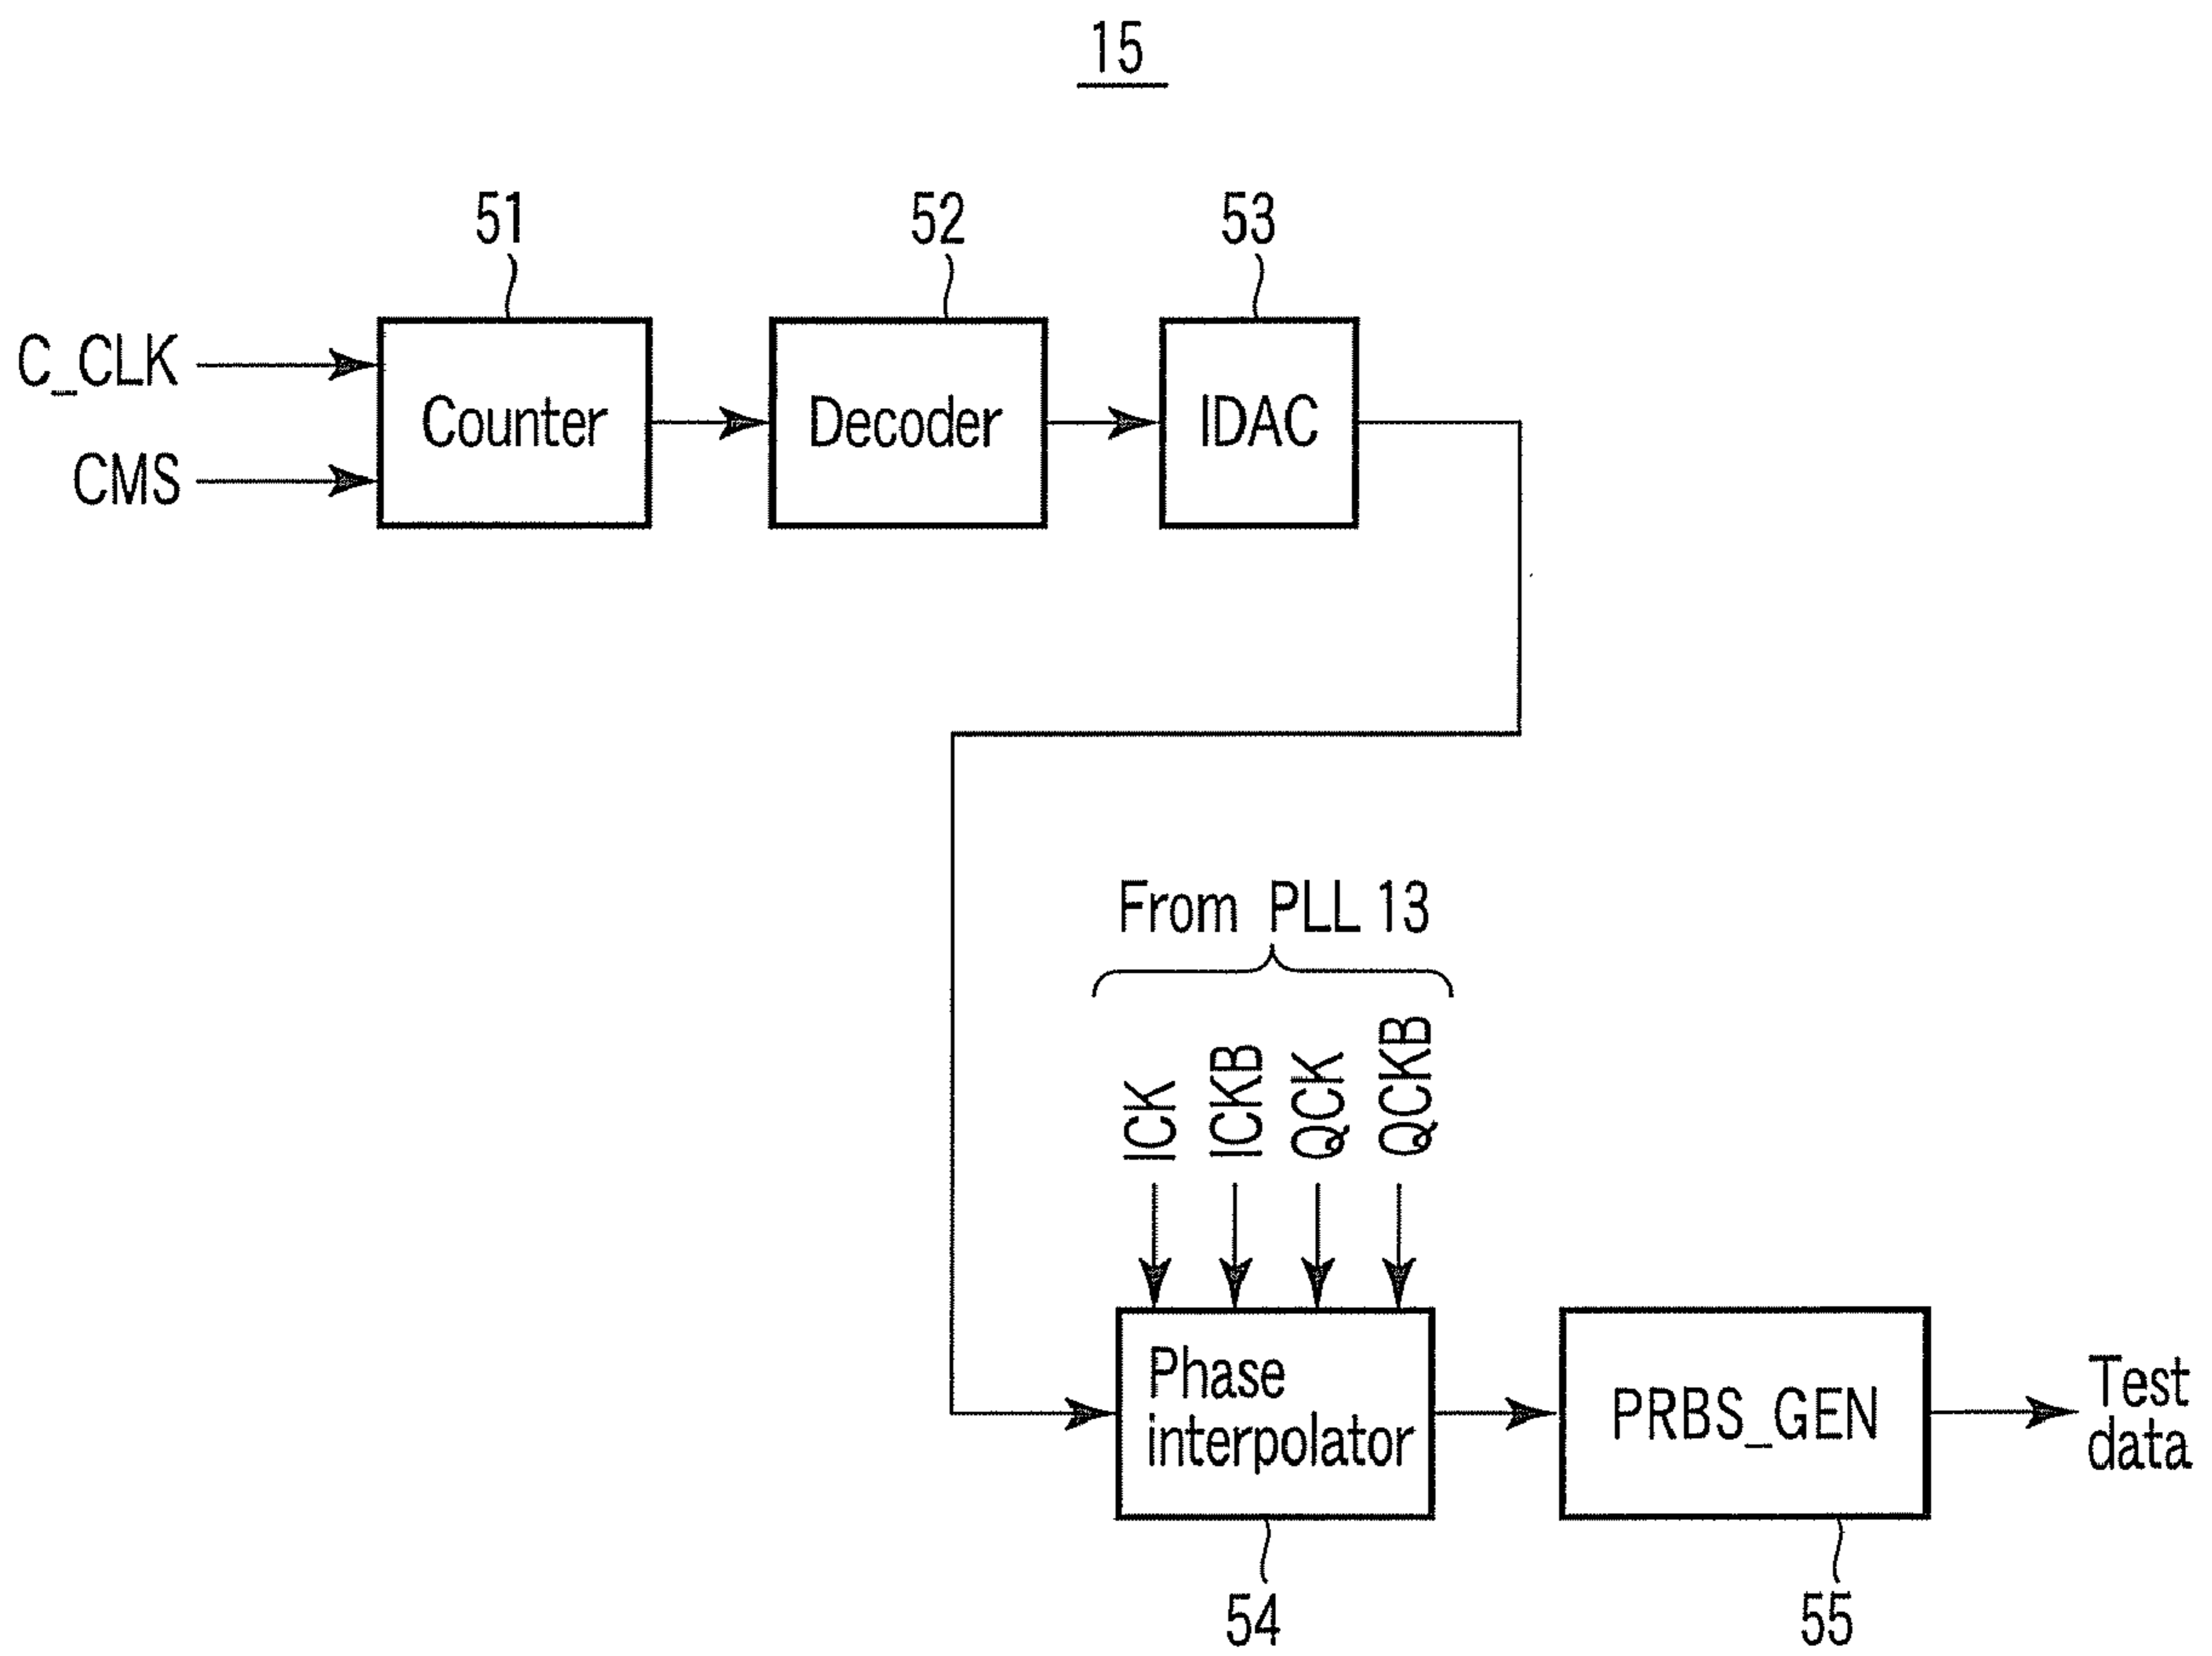 15
51
52
53
C_CLK
CMS
Counter
Decoder
IDAC
From PLL 13
ICK
ICKB
QCK
QCKB
Phase
interpolator
PRBS_GEN
Test
data
54
55